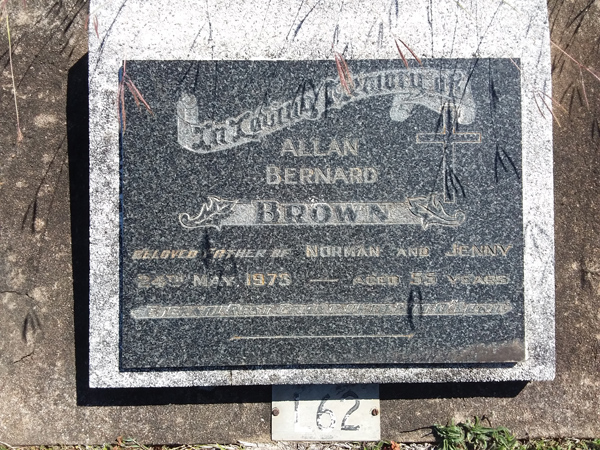 In Loving Memory of
ALLAN
BERNARD
BROWN
BELOVED FATHER OF NORMAN AND JENNY
24TH MAY 1973 — AGED 55 YEARS
162